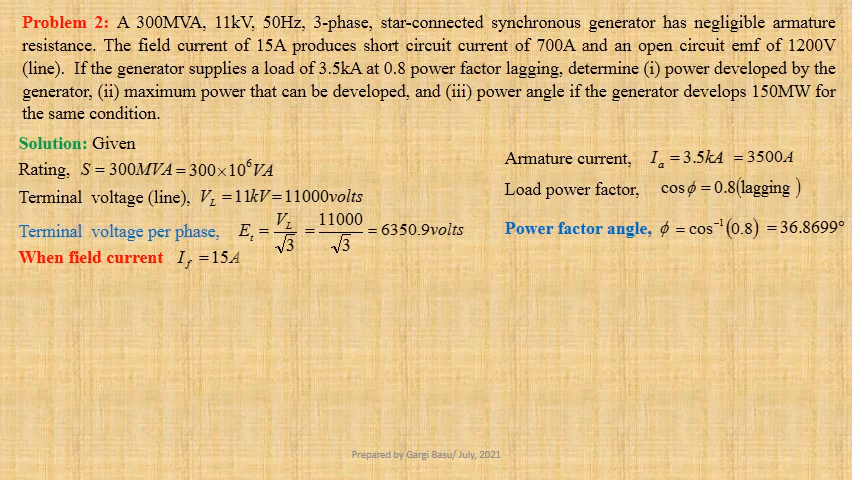 Problem 2: A 300MVA, 11kV, 50Hz, 3-phase, star-connected synchronous generator has negligible armature
resistance. The field current of 15A produces short circuit current of 700A and an open circuit emf of 1200V
(line). If the generator supplies a load of 3.5kA at 0.8 power factor lagging, determine (i) power developed by the
generator, (ii) maximum power that can be developed, and (iii) power angle if the generator develops 150MW for
the same condition.
Solution: Given
Rating, S = 300MVA = 300×10⁶VA
Terminal voltage (line), V_L = 11kV = 11000volts
Terminal voltage per phase, E_t = V_L/√3 = 11000/√3 = 6350.9volts
When field current I_f = 15A
Armature current, I_a = 3.5kA = 3500A
Load power factor, cosϕ = 0.8(lagging )
Power factor angle, ϕ = cos⁻¹(0.8) = 36.8699°
Prepared by Gargi Basu/ July, 2021